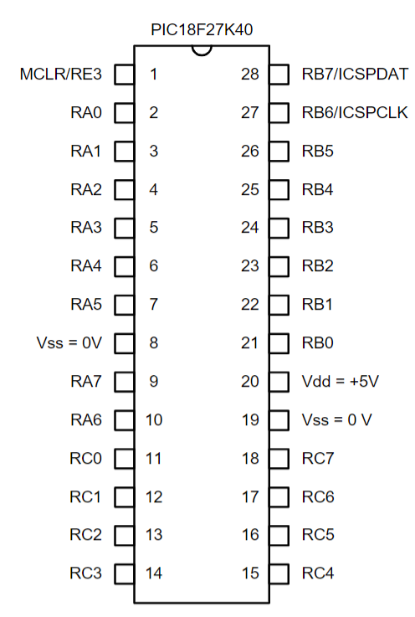 PIC18F27K40
MCLR/RE3 1 28 RB7/ICSPDAT
RA0 2 27 RB6/ICSPCLK
RA1 3 26 RB5
RA2 4 25 RB4
RA3 5 24 RB3
RA4 6 23 RB2
RA5 7 22 RB1
Vss = 0V 8 21 RB0
RA7 9 20 Vdd = +5V
RA6 10 19 Vss = 0 V
RC0 11 18 RC7
RC1 12 17 RC6
RC2 13 16 RC5
RC3 14 15 RC4